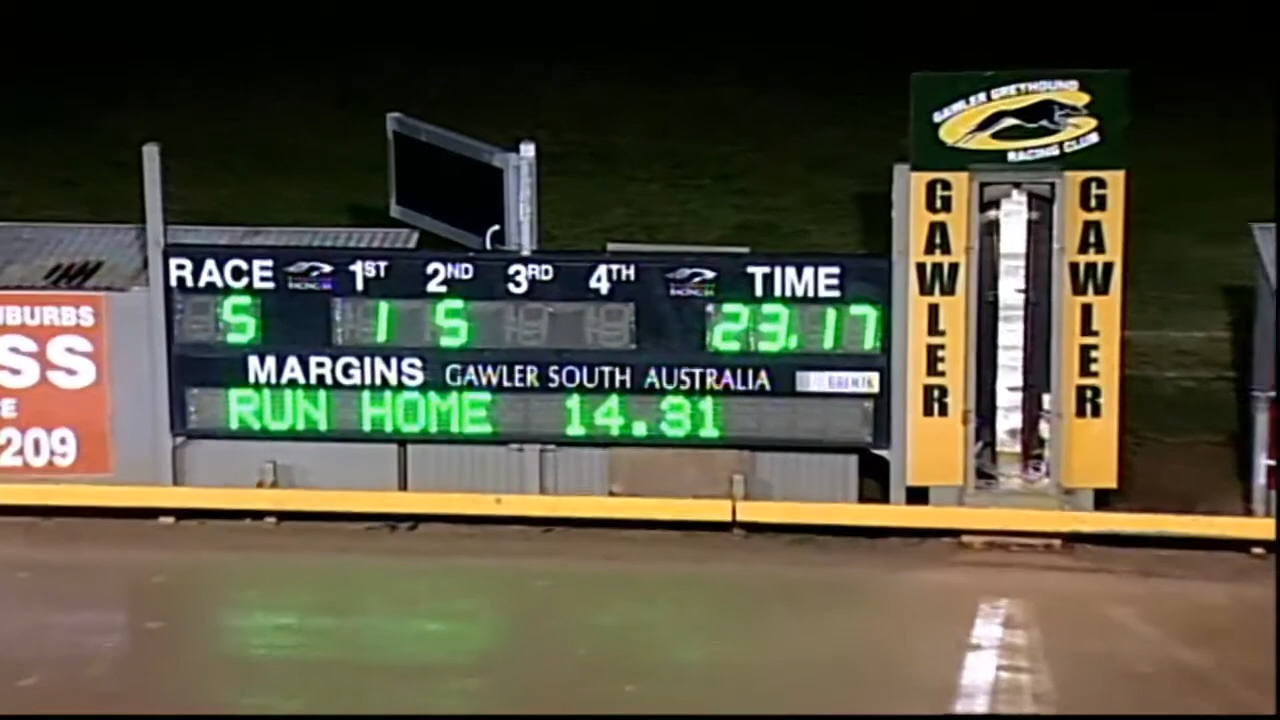 GAWLER GREYHOUND
RACING CLUB
GAWLER
GAWLER
RACE 1ST 2ND 3RD 4TH TIME
5 1 5 23.17
MARGINS GAWLER SOUTH AUSTRALIA
RUN HOME 14.31
UBURBS
SS
E
209